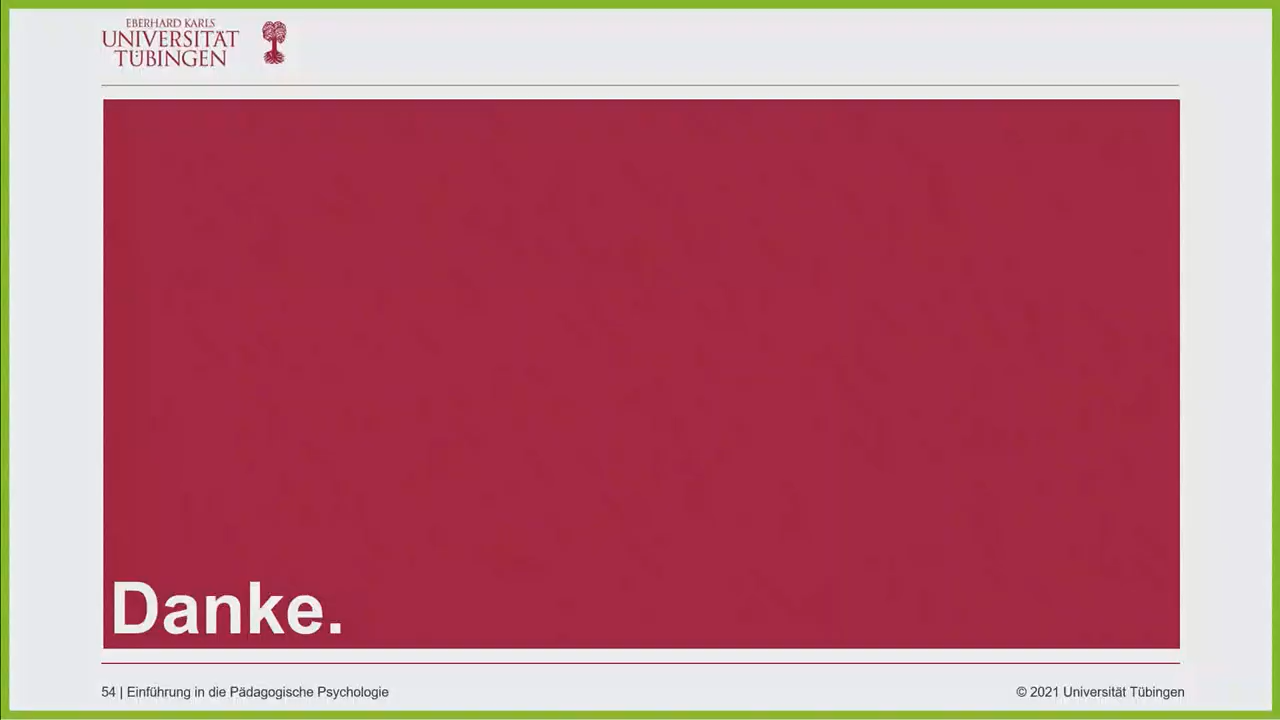 EBERHARD KARLS
UNIVERSITÄT
TÜBINGEN
Danke.
54 | Einführung in die Pädagogische Psychologie
© 2021 Universität Tübingen